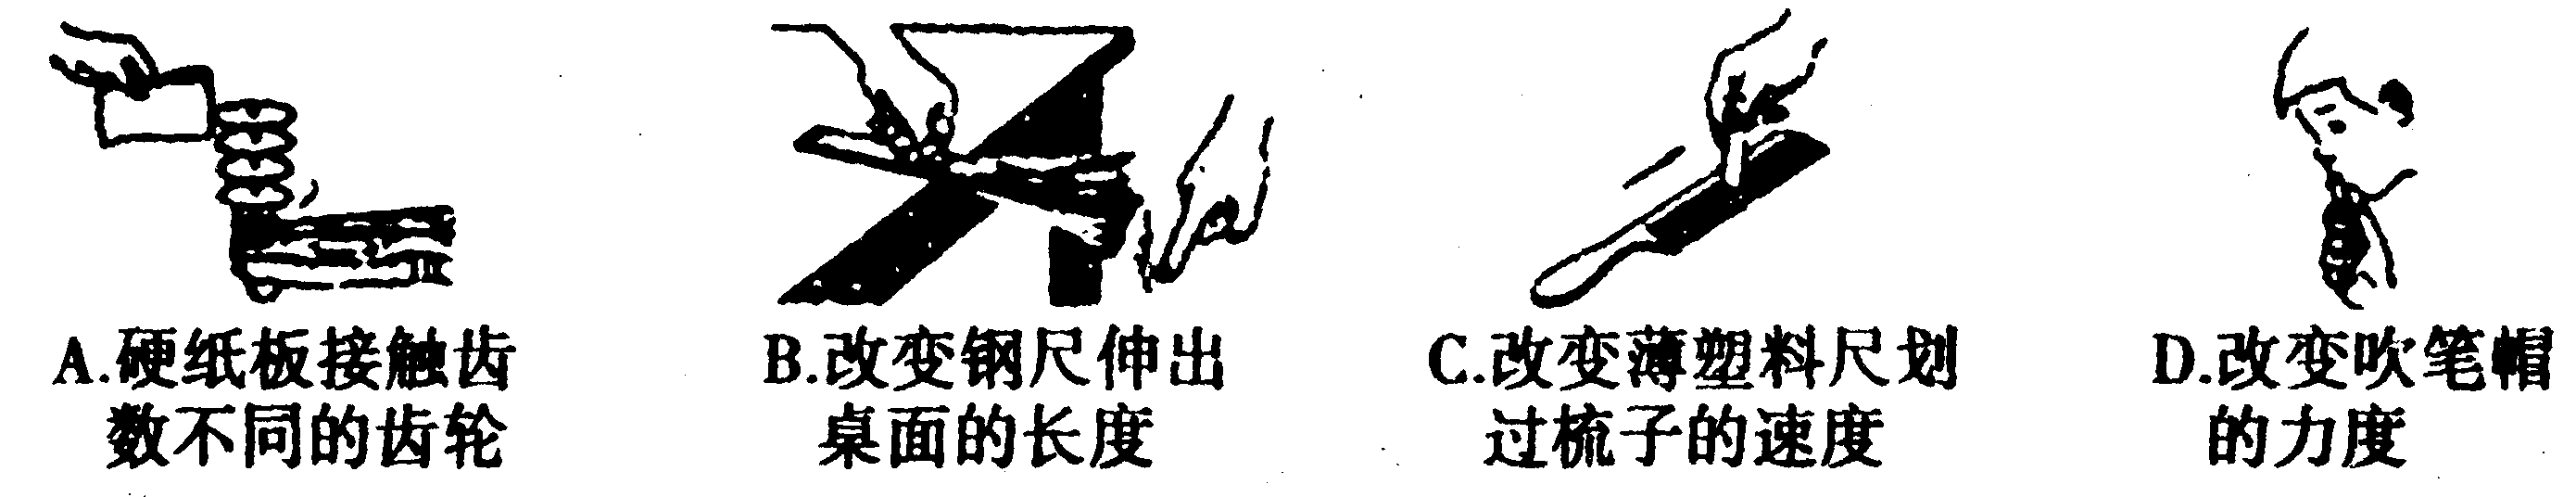 A.硬纸板接触齿
数不同的齿轮
B.改变钢尺伸出
桌面的长度
C.改变薄塑料尺划
过梳子的速度
D.改变吹笔帽
的力度